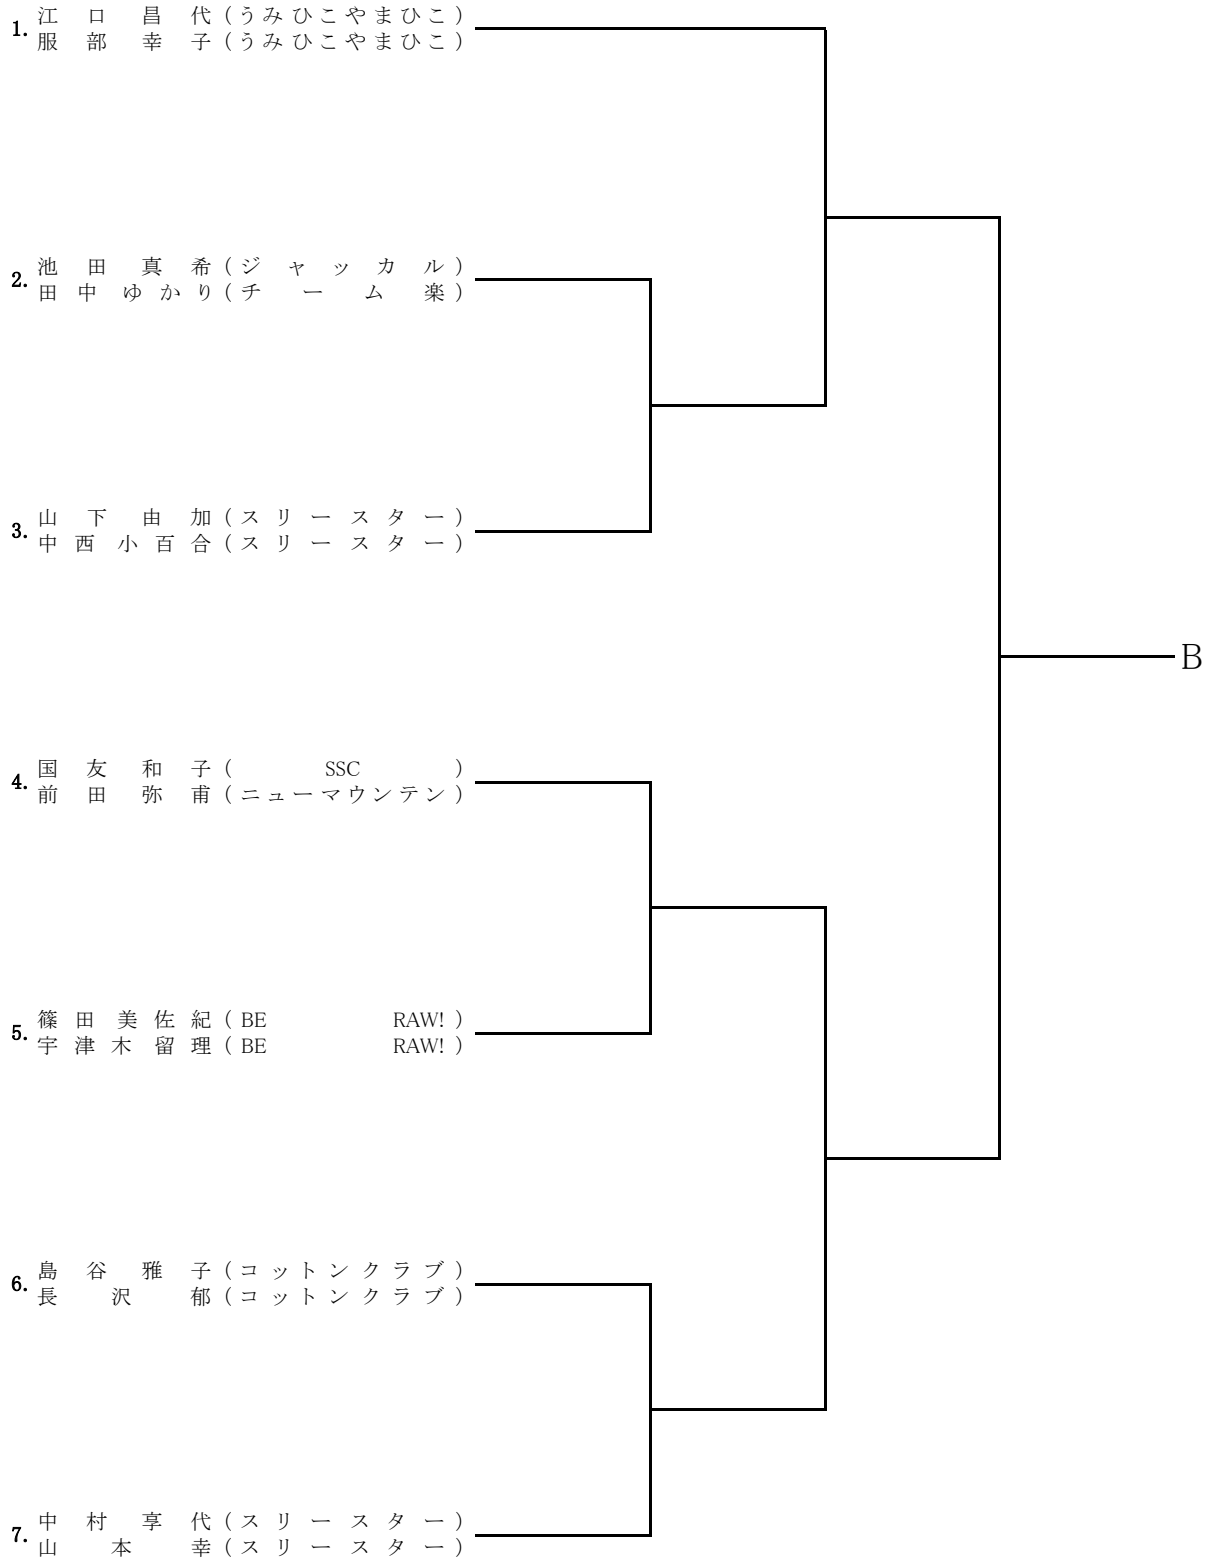 1. 江口昌代(うみひこやまひこ)
服部幸子(うみひこやまひこ)
2. 池田真希(ジャッカル)
田中ゆかり(チーム楽)
3. 山下由加(スリースター)
中西小百合(スリースター)
B
4. 国友和子(SSC)
前田弥甫(ニューマウンテン)
5. 篠田美佐紀(BE RAW!)
宇津木留理(BE RAW!)
6. 島谷雅子(コットンクラブ)
長沢郁(コットンクラブ)
7. 中村享代(スリースター)
山本幸(スリースター)